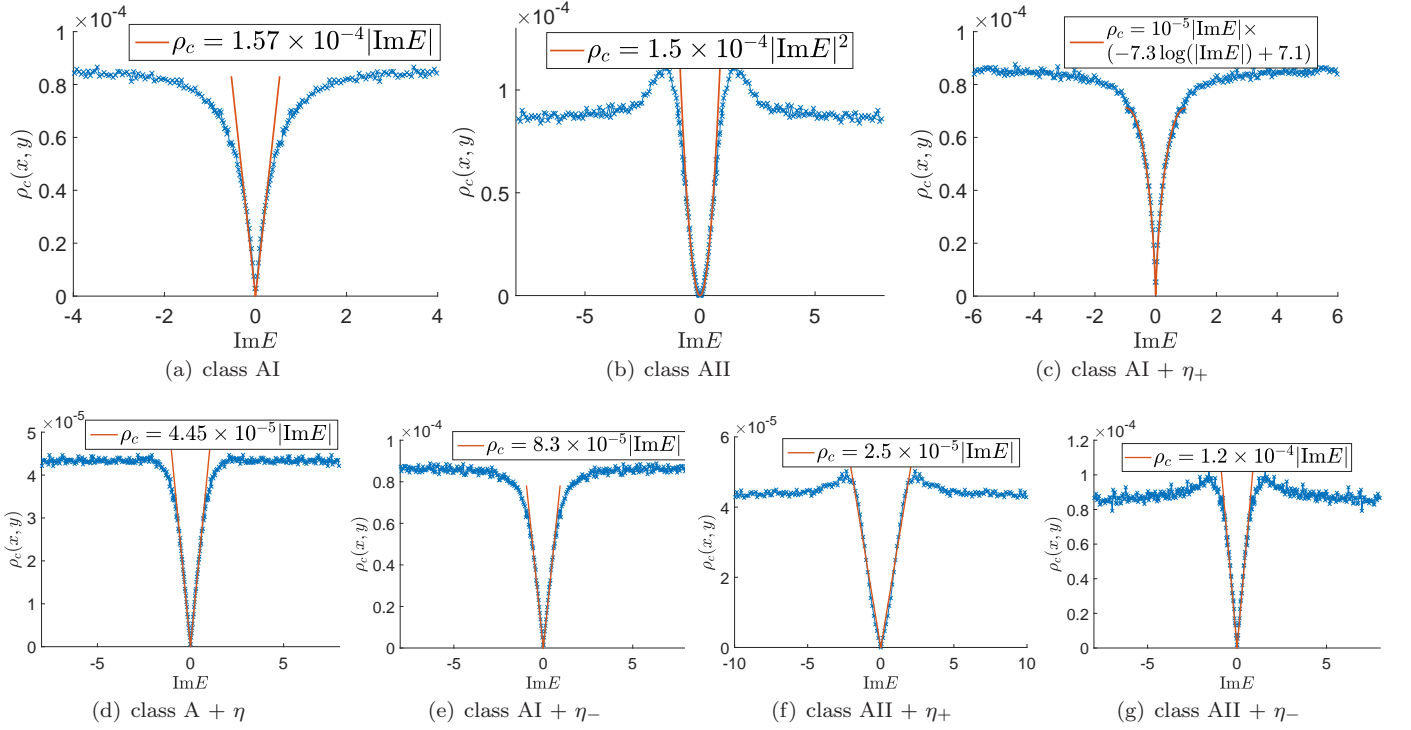 ×10⁻⁴
ρ_c = 1.57 × 10⁻⁴|ImE|
1
0.8
0.6
0.4
0.2
0
ρ_c(x, y)
-4 -2 0 2 4
ImE
(a) class AI
×10⁻⁴
ρ_c = 1.5 × 10⁻⁴|ImE|²
1
0.5
0
ρ_c(x, y)
-5 0 5
ImE
(b) class AII
×10⁻⁴
ρ_c = 10⁻⁵|ImE|×
(−7.3 log(|ImE|) + 7.1)
1
0.8
0.6
0.4
0.2
0
ρ_c(x, y)
-6 -4 -2 0 2 4 6
ImE
(c) class AI + η₊
×10⁻⁵
ρ_c = 4.45 × 10⁻⁵|ImE|
5
4
3
2
1
0
ρ_c(x, y)
-5 0 5
ImE
(d) class A + η
×10⁻⁴
ρ_c = 8.3 × 10⁻⁵|ImE|
1
0.8
0.6
0.4
0.2
0
ρ_c(x, y)
-5 0 5
ImE
(e) class AI + η₋
×10⁻⁵
ρ_c = 2.5 × 10⁻⁵|ImE|
6
4
2
0
ρ_c(x, y)
-10 -5 0 5 10
ImE
(f) class AII + η₊
×10⁻⁴
ρ_c = 1.2 × 10⁻⁴|ImE|
1.2
1
0.8
0.6
0.4
0.2
0
ρ_c(x, y)
-5 0 5
ImE
(g) class AII + η₋